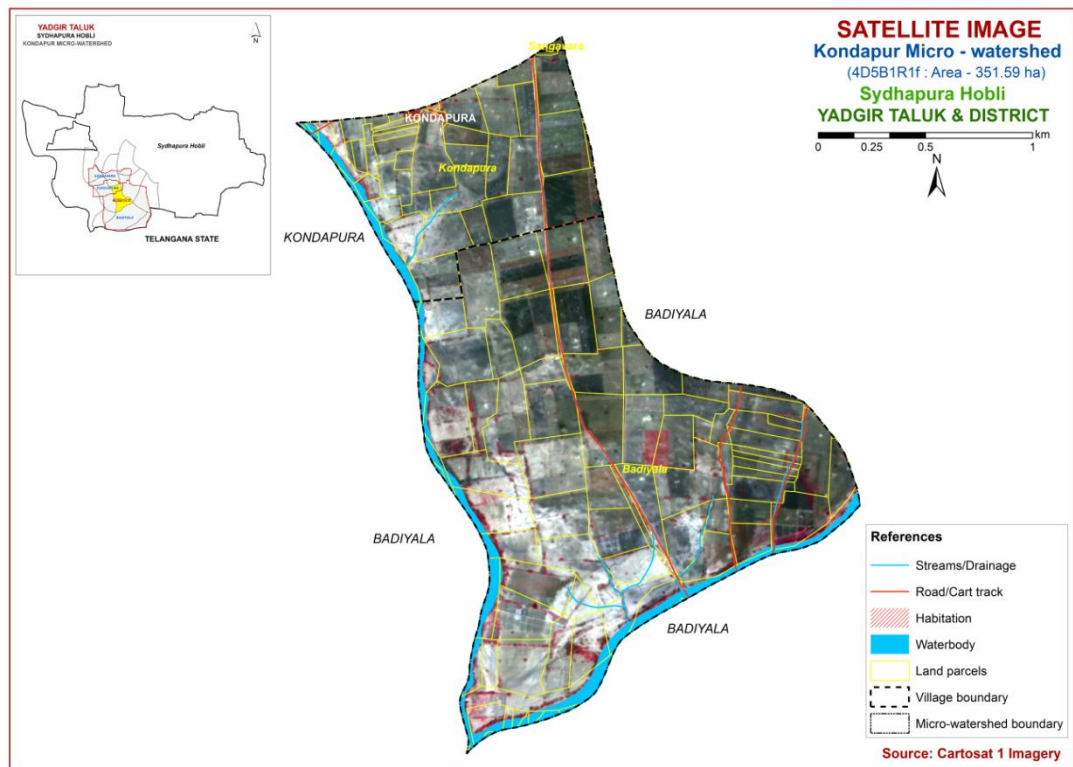 YADGIR TALUK
SYDHAPURA HOBLI
KONDAPUR MICRO-WATERSHED
N
Sydhapura Hobli
BADIYALA
TELANGANA STATE
SATELLITE IMAGE
Kondapur Micro - watershed
(4D5B1R1f : Area - 351.59 ha)
Sydhapura Hobli
YADGIR TALUK & DISTRICT
km
0 0.25 0.5 1
N
Sangavara
KONDAPURA
Kondapura
KONDAPURA
BADIYALA
Badiyala
BADIYALA
BADIYALA
References
Streams/Drainage
Road/Cart track
Habitation
Waterbody
Land parcels
Village boundary
Micro-watershed boundary
Source: Cartosat 1 Imagery